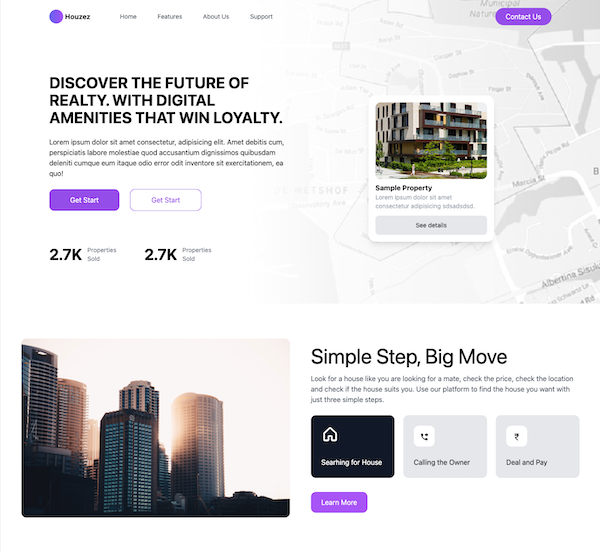 Houzez
Home
Features
About Us
Support
Contact Us
DISCOVER THE FUTURE OF
REALTY. WITH DIGITAL
AMENITIES THAT WIN LOYALTY.
Lorem ipsum dolor sit amet consectetur, adipisicing elit. Amet debitis cum,
perspiciatis labore molestiae quod accusantium dignissimos quibusdam
deleniti cumque eum itaque odio error odit inventore sit exercitationem, ea
quo!
Get Start
Get Start
2.7K
Properties
Sold
2.7K
Properties
Sold
Municipal
Marcia St
Albertina Sisulu
Sample Property
Lorem ipsum dolor sit amet
consectetur adipisicing sdsadsdsd.
See details
Simple Step, Big Move
Look for a house like you are looking for a mate, check the price, check the location
and check if the house suits you. Use our platform to find the house you want with
just three simple steps.
Searhing for House
Calling the Owner
₹
Deal and Pay
Learn More